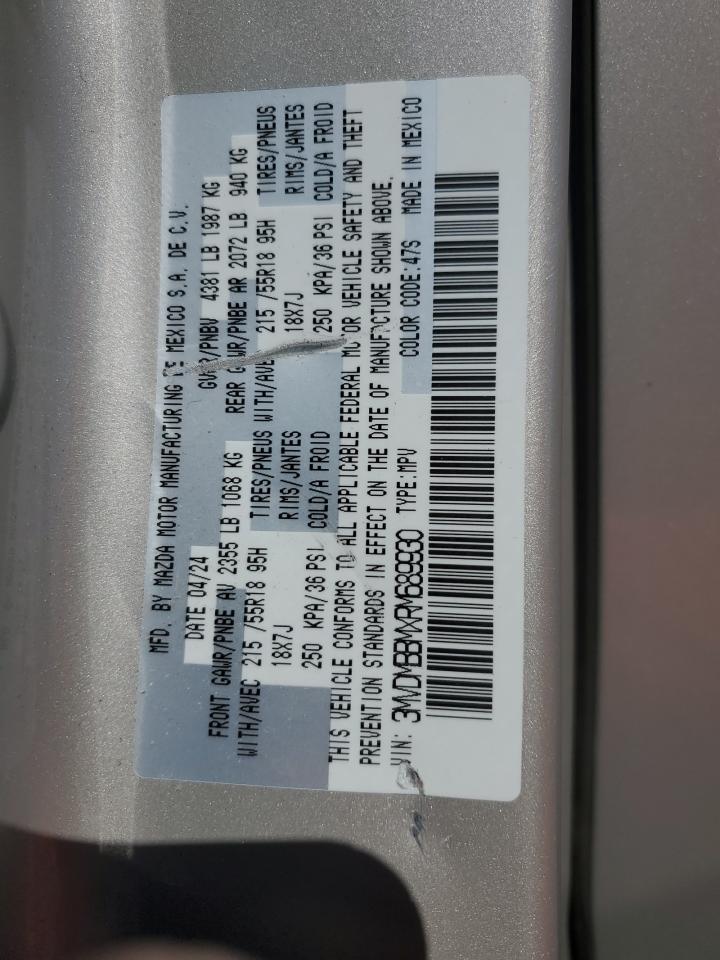 MFD. BY MAZDA MOTOR MANUFACTURING DE MEXICO S.A. DE C.V.
DATE 04/24 GVWR/PNBV 4381 LB 1987 KG
FRONT GAWR/PNBE AV 2355 LB 1068 KG REAR GAWR/PNBE AR 2072 LB 940 KG
WITH/AVEC 215 /55R18 95H TIRES/PNEUS WITH/AVEC 215 /55R18 95H TIRES/PNEUS
18X7J RIMS/JANTES 18X7J RIMS/JANTES
250 KPA/36 PSI COLD/A FROID 250 KPA/36 PSI COLD/A FROID
THIS VEHICLE CONFORMS TO ALL APPLICABLE FEDERAL MOTOR VEHICLE SAFETY AND THEFT
PREVENTION STANDARDS IN EFFECT ON THE DATE OF MANUFACTURE SHOWN ABOVE.
VIN: 3MVDMBBMXRM689930 TYPE:MPV COLOR CODE:47S MADE IN MEXICO